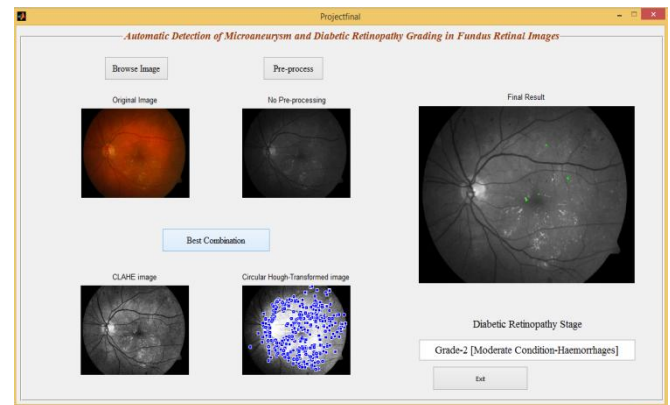 Projectfinal
Automatic Detection of Microaneurysm and Diabetic Retinopathy Grading in Fundus Retinal Images
Browse Image
Pre-process
Original Image
No Pre-processing
Final Result
Best Combination
CLAHE image
Circular Hough-Transformed image
Diabetic Retinopathy Stage
Grade-2 [Moderate Condition-Haemorrhages]
Exit